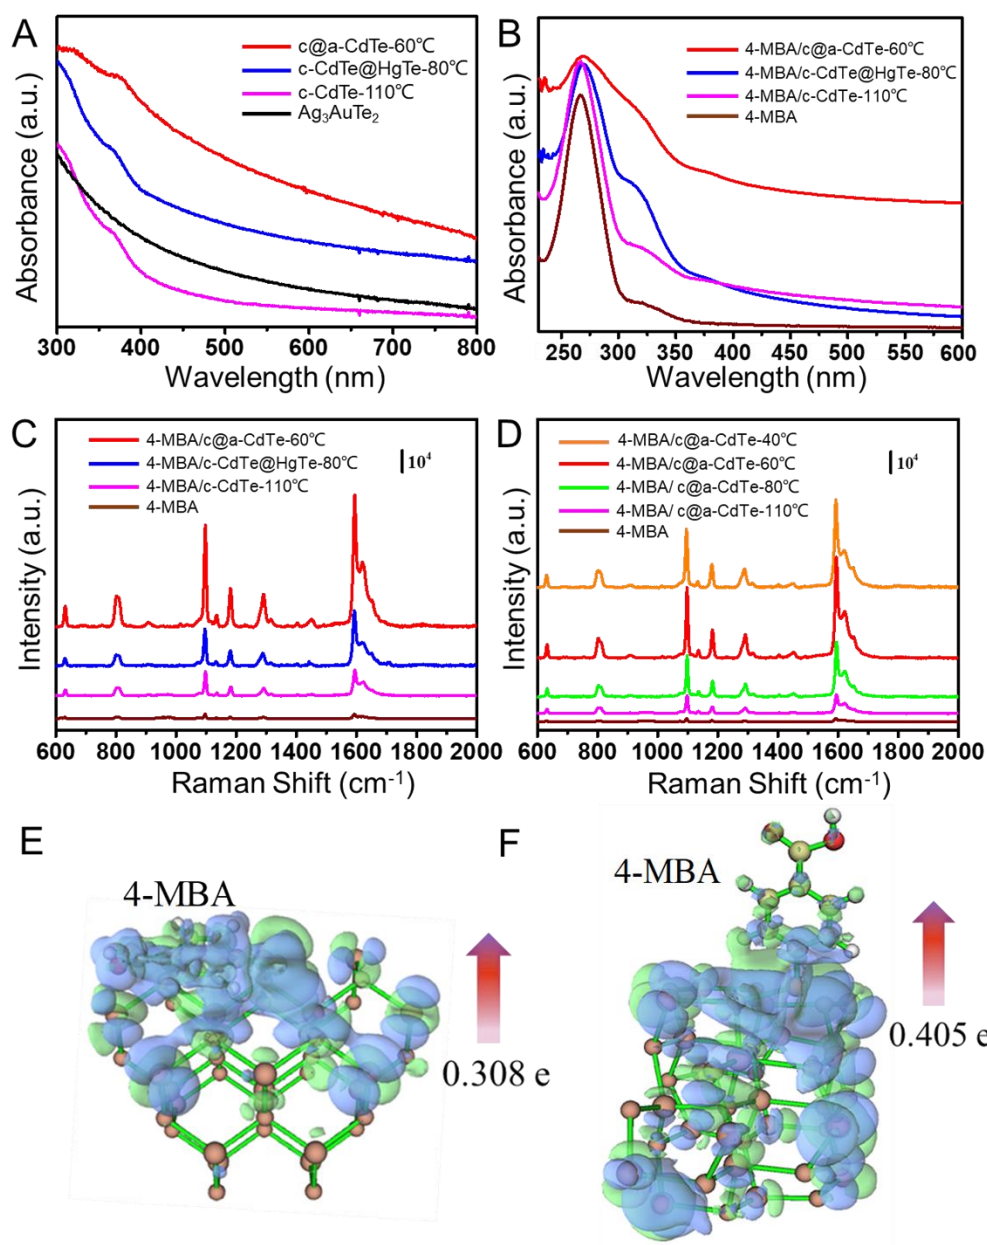 A
c@a-CdTe-60℃
c-CdTe@HgTe-80℃
c-CdTe-110℃
Ag₃AuTe₂
Absorbance (a.u.)
300 400 500 600 700 800
Wavelength (nm)
B
4-MBA/c@a-CdTe-60℃
4-MBA/c-CdTe@HgTe-80℃
4-MBA/c-CdTe-110℃
4-MBA
Absorbance (a.u.)
250 300 350 400 450 500 550 600
Wavelength (nm)
C
4-MBA/c@a-CdTe-60℃
4-MBA/c-CdTe@HgTe-80℃
4-MBA/c-CdTe-110℃
4-MBA
10⁴
Intensity (a.u.)
600 800 1000 1200 1400 1600 1800 2000
Raman Shift (cm⁻¹)
D
4-MBA/c@a-CdTe-40℃
4-MBA/c@a-CdTe-60℃
4-MBA/ c@a-CdTe-80℃
4-MBA/ c@a-CdTe-110℃
4-MBA
10⁴
Intensity (a.u.)
600 800 1000 1200 1400 1600 1800 2000
Raman Shift (cm⁻¹)
E
4-MBA
0.308 e
F
4-MBA
0.405 e